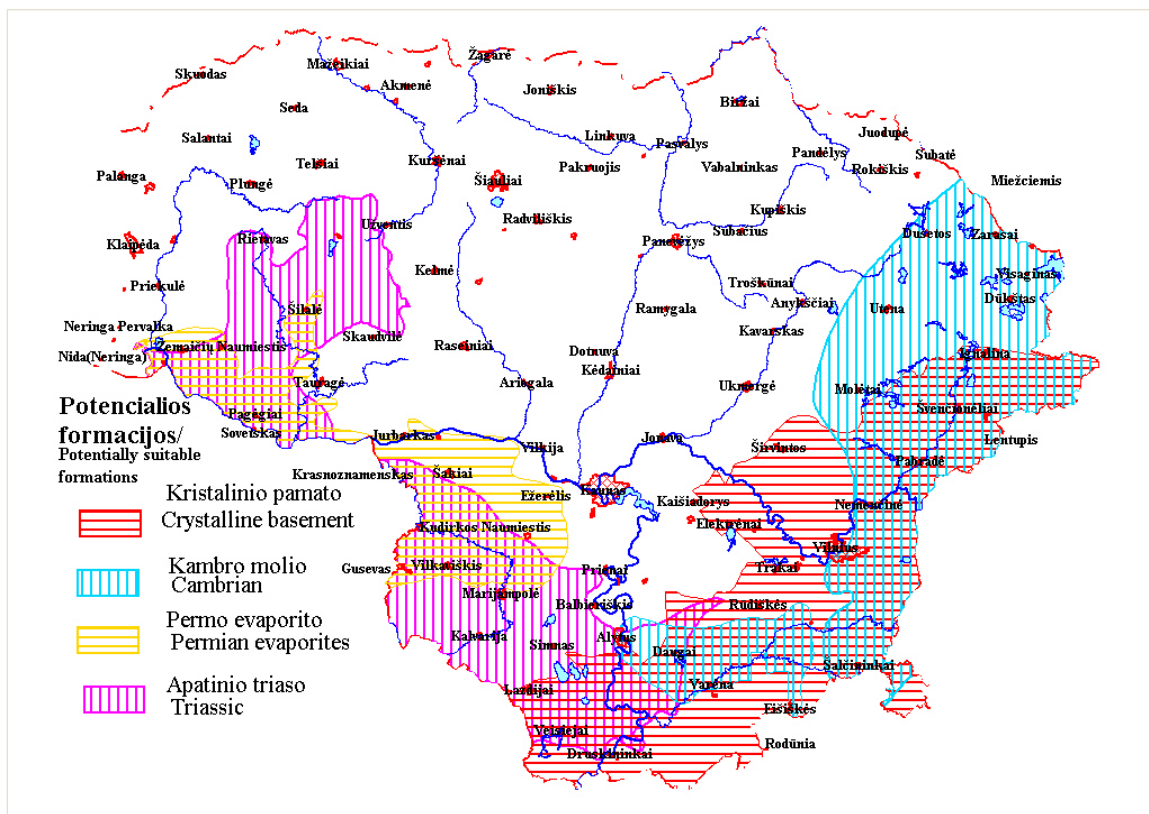 Žagarė
Mažeikiai
Skuodas
Akmenė
Joniškis
Biržai
Seda
Salantai
Linkuva
Pasvalys
Juodupė
Telšiai
Kuršėnai
Pakruojis
Vabalninkas
Pandėlys
Subatė
Palanga
Plungė
Šiauliai
Rokiškis
Miežciemis
Užventis
Radviliškis
Kupiškis
Klaipėda
Rietavas
Panevėžys
Subačius
Dusetos
Zarasai
Kelmė
Visaginas
Priekulė
Troškūnai
Anykščiai
Dūkštas
Šilalė
Ramygala
Utena
Neringa Pervalka
Skaudvilė
Raseiniai
Kavarskas
Žemaičių Naumiestis
Nida(Neringa)
Dotnuva
Ignalina
Kėdainiai
Tauragė
Ariogala
Ukmergė
Molėtai
Potencialios
formacijos/
Potentially suitable
formations
Pagėgiai
Sovetskas
Švenčionėliai
Jurbarkas
Vilkija
Jonava
Širvintos
Lentupis
Krasnoznamenskas
Šakiai
Pabradė
Ežerėlis
Kaunas
Kaišiadorys
Nemenčinė
Kudirkos Naumiestis
Elektrėnai
Vilnius
Gusevas
Vilkaviškis
Prienai
Trakai
Marijampolė
Balbieriškis
Rūdiškės
Kalvarija
Simnas
Alytus
Daugai
Šalčininkai
Lazdijai
Varėna
Eišiškės
Veisiejai
Druskininkai
Rodūnia
Kristalinio pamato
Crystalline basement
Kambro molio
Cambrian
Permo evaporito
Permian evaporites
Apatinio triaso
Triassic